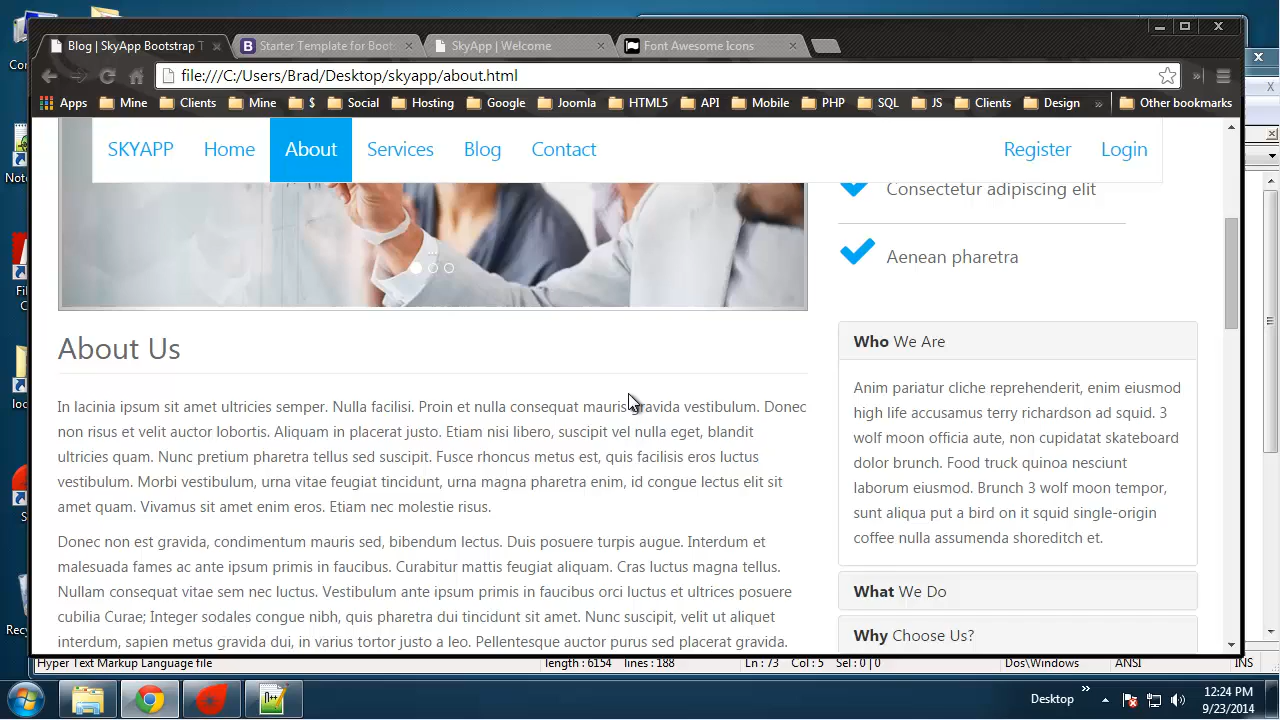 Blog | SkyApp Bootstrap T
Starter Template for Boot
SkyApp | Welcome
Font Awesome Icons
file:///C:/Users/Brad/Desktop/skyapp/about.html
Apps Mine Clients Mine $ Social Hosting Google Joomla HTML5 API Mobile PHP SQL JS Clients Design » Other bookmarks
SKYAPP Home About Services Blog Contact Register Login
Consectetur adipiscing elit
Aenean pharetra
About Us
In lacinia ipsum sit amet ultricies semper. Nulla facilisi. Proin et nulla consequat mauris gravida vestibulum. Donec
non risus et velit auctor lobortis. Aliquam in placerat justo. Etiam nisi libero, suscipit vel nulla eget, blandit
ultricies quam. Nunc pretium pharetra tellus sed suscipit. Fusce rhoncus metus est, quis facilisis eros luctus
vestibulum. Morbi vestibulum, urna vitae feugiat tincidunt, urna magna pharetra enim, id congue lectus elit sit
amet quam. Vivamus sit amet enim eros. Etiam nec molestie risus.
Donec non est gravida, condimentum mauris sed, bibendum lectus. Duis posuere turpis augue. Interdum et
malesuada fames ac ante ipsum primis in faucibus. Curabitur mattis feugiat aliquam. Cras luctus magna tellus.
Nullam consequat vitae sem nec luctus. Vestibulum ante ipsum primis in faucibus orci luctus et ultrices posuere
cubilia Curae; Integer sodales congue nibh, quis pharetra dui tincidunt sit amet. Nunc suscipit, velit ut aliquet
interdum, sapien metus gravida dui, in varius tortor justo a leo. Pellentesque auctor purus sed placerat gravida.
Who We Are
Anim pariatur cliche reprehenderit, enim eiusmod
high life accusamus terry richardson ad squid. 3
wolf moon officia aute, non cupidatat skateboard
dolor brunch. Food truck quinoa nesciunt
laborum eiusmod. Brunch 3 wolf moon tempor,
sunt aliqua put a bird on it squid single-origin
coffee nulla assumenda shoreditch et.
What We Do
Why Choose Us?
Hyper Text Markup Language file length : 6154 lines : 188 Ln : 73 Col : 5 Sel : 0 | 0 Dos\Windows ANSI INS
Desktop »
12:24 PM
9/23/2014